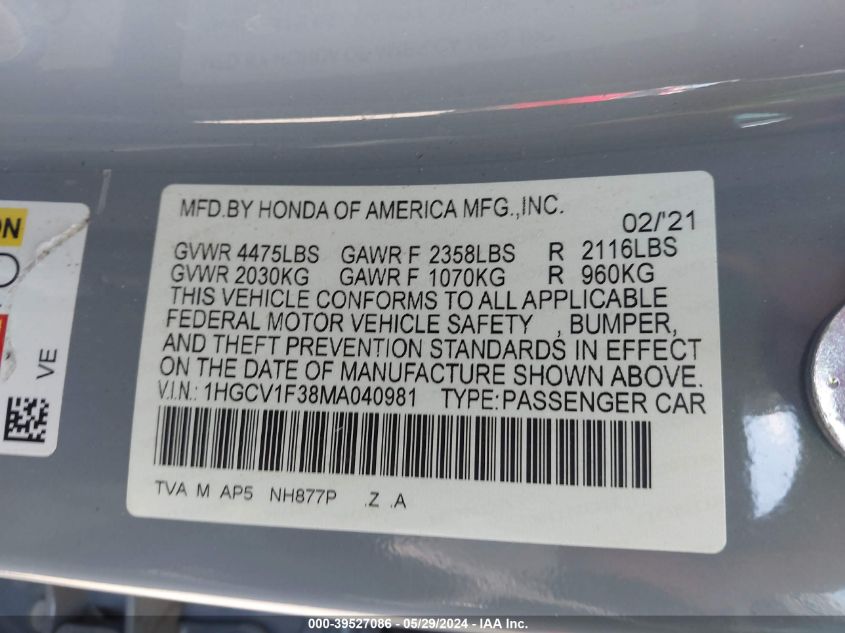 MFD.BY HONDA OF AMERICA MFG.,INC.
02/'21
GVWR 4475LBS GAWR F 2358LBS R 2116LBS
GVWR 2030KG GAWR F 1070KG R 960KG
THIS VEHICLE CONFORMS TO ALL APPLICABLE
FEDERAL MOTOR VEHICLE SAFETY , BUMPER,
AND THEFT PREVENTION STANDARDS IN EFFECT
ON THE DATE OF MANUFACTURE SHOWN ABOVE.
V.I.N.: 1HGCV1F38MA040981 TYPE:PASSENGER CAR
TVA M AP5 NH877P .Z .A
VE
000-39527086 - 05/29/2024 - IAA Inc.